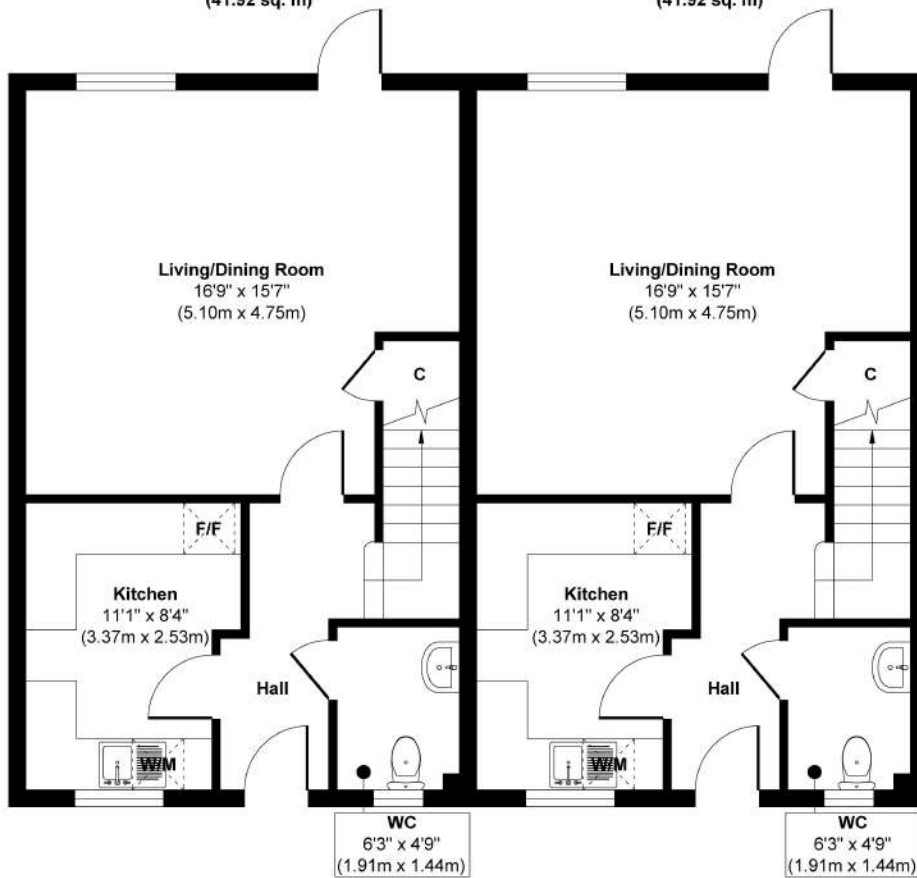 (41.92 sq. m)
(41.92 sq. m)
Living/Dining Room
16'9" x 15'7"
(5.10m x 4.75m)
Living/Dining Room
16'9" x 15'7"
(5.10m x 4.75m)
C
C
F/F
F/F
Kitchen
11'1" x 8'4"
(3.37m x 2.53m)
Kitchen
11'1" x 8'4"
(3.37m x 2.53m)
Hall
Hall
W/M
W/M
WC
6'3" x 4'9"
(1.91m x 1.44m)
WC
6'3" x 4'9"
(1.91m x 1.44m)